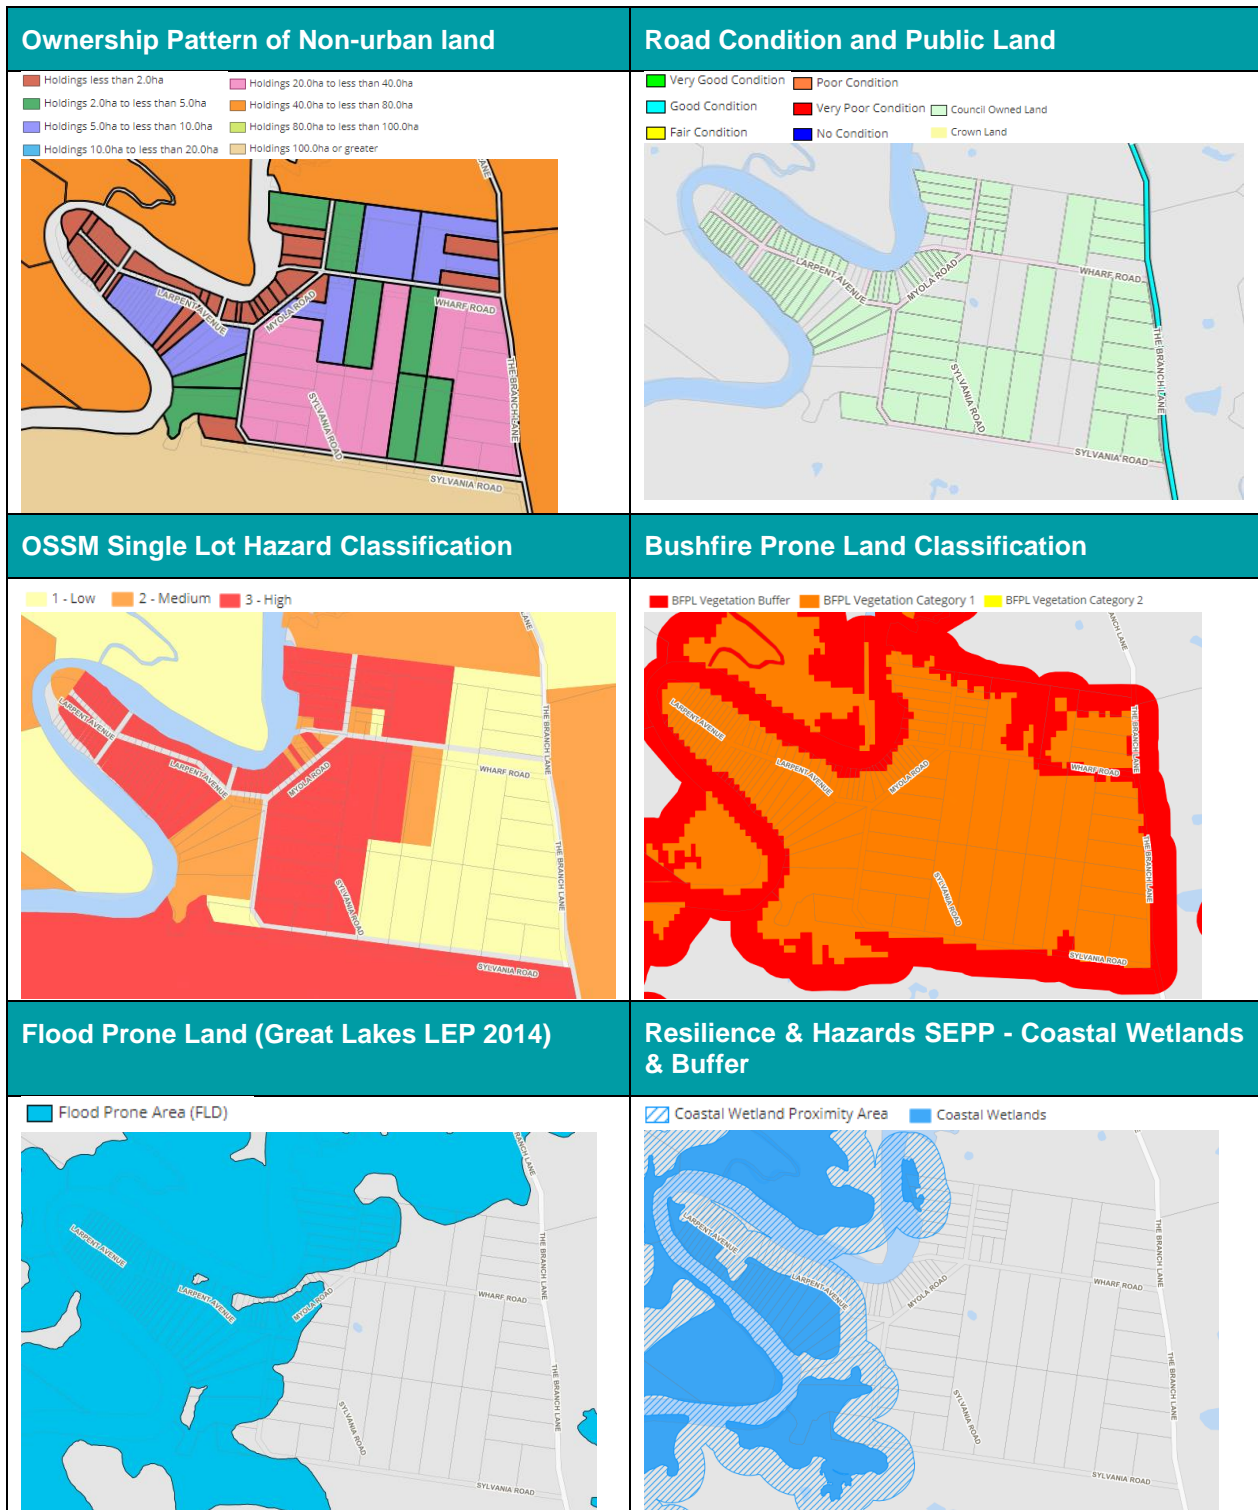 Ownership Pattern of Non-urban land
Holdings less than 2.0ha
Holdings 20.0ha to less than 40.0ha
Holdings 2.0ha to less than 5.0ha
Holdings 40.0ha to less than 80.0ha
Holdings 5.0ha to less than 10.0ha
Holdings 80.0ha to less than 100.0ha
Holdings 10.0ha to less than 20.0ha
Holdings 100.0ha or greater
LANE
LARPENT AVENUE
MYOLA ROAD
WHARF ROAD
THE BRANCH LANE
SYLVANIA ROAD
SYLVANIA ROAD
Road Condition and Public Land
Very Good Condition
Poor Condition
Good Condition
Very Poor Condition
Council Owned Land
Fair Condition
No Condition
Crown Land
LARPENT AVENUE
MYOLA ROAD
WHARF ROAD
THE BRANCH LANE
SYLVANIA ROAD
SYLVANIA ROAD
OSSM Single Lot Hazard Classification
1 - Low
2 - Medium
3 - High
LANE
LARPENT AVENUE
LARPENT AVENUE
MYOLA ROAD
THE BRANCH LANE
WHARF ROAD
THE BRANCH LANE
SYLVANIA ROAD
SYLVANIA ROAD
Bushfire Prone Land Classification
BFPL Vegetation Buffer
BFPL Vegetation Category 1
BFPL Vegetation Category 2
BRANCH LANE
LARPENT AVENUE
LARPENT AVENUE
MYOLA ROAD
THE BRANCH LANE
WHARF ROAD
THE BRANCH LANE
SYLVANIA ROAD
SYLVANIA ROAD
Flood Prone Land (Great Lakes LEP 2014)
Flood Prone Area (FLD)
BRANCH LANE
LARPENT AVENUE
LARPENT AVENUE
MYOLA ROAD
THE BRANCH LANE
WHARF ROAD
THE BRANCH LANE
SYLVANIA ROAD
SYLVANIA ROAD
Resilience & Hazards SEPP - Coastal Wetlands
& Buffer
Coastal Wetland Proximity Area
Coastal Wetlands
BRANCH LANE
LARPENT AVENUE
LARPENT AVENUE
MYOLA ROAD
THE BRANCH LANE
WHARF ROAD
THE BRANCH LANE
SYLVANIA ROAD
SYLVANIA ROAD